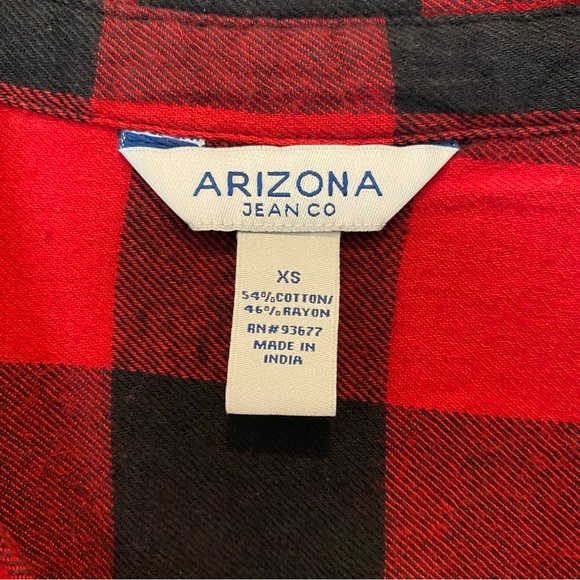 ARIZONA
JEAN CO
XS
54%COTTON/
46%RAYON
RN#93677
MADE IN
INDIA